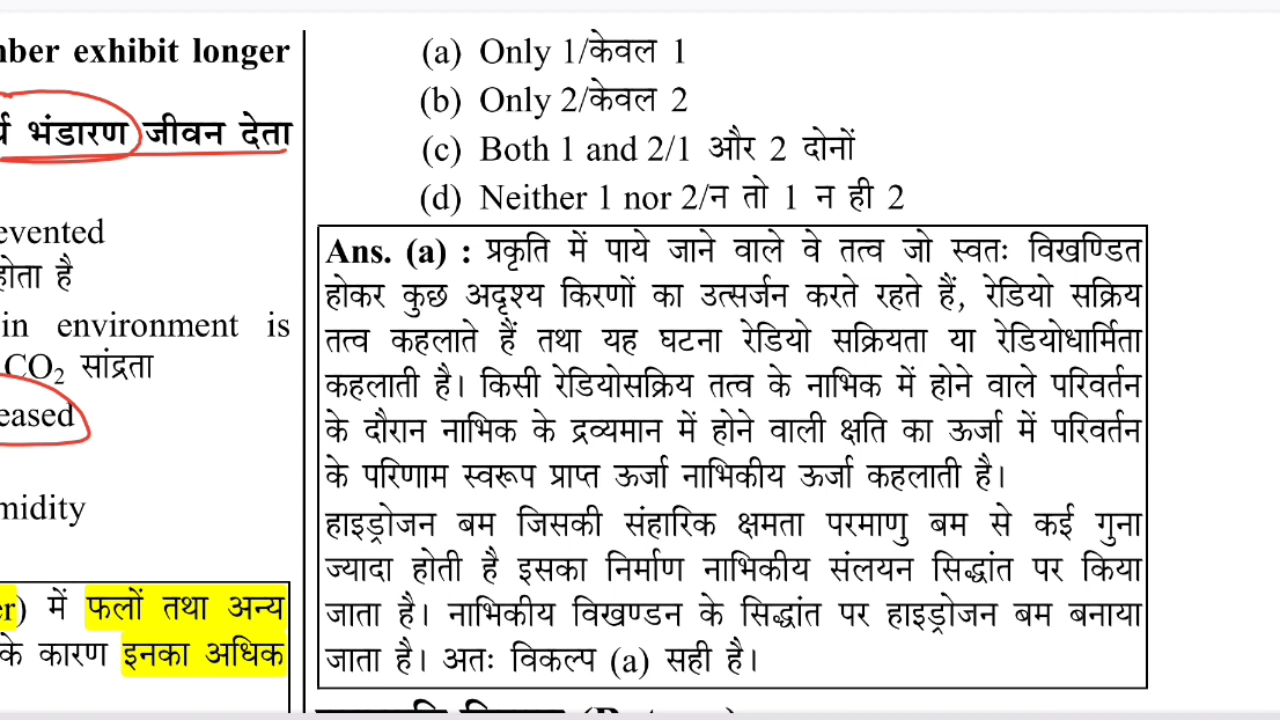 exhibit longer
भंडारण जीवन देता
होता है
in environment is
CO₂ सांद्रता
में फलों तथा अन्य
के कारण इनका अधिक
(a) Only 1/केवल 1
(b) Only 2/केवल 2
(c) Both 1 and 2/1 और 2 दोनों
(d) Neither 1 nor 2/न तो 1 न ही 2
Ans. (a) : प्रकृति में पाये जाने वाले वे तत्व जो स्वतः विखण्डित
होकर कुछ अदृश्य किरणों का उत्सर्जन करते रहते हैं, रेडियो सक्रिय
तत्व कहलाते हैं तथा यह घटना रेडियो सक्रियता या रेडियोधार्मिता
कहलाती है। किसी रेडियोसक्रिय तत्व के नाभिक में होने वाले परिवर्तन
के दौरान नाभिक के द्रव्यमान में होने वाली क्षति का ऊर्जा में परिवर्तन
के परिणाम स्वरूप प्राप्त ऊर्जा नाभिकीय ऊर्जा कहलाती है।
हाइड्रोजन बम जिसकी संहारिक क्षमता परमाणु बम से कई गुना
ज्यादा होती है इसका निर्माण नाभिकीय संलयन सिद्धांत पर किया
जाता है। नाभिकीय विखण्डन के सिद्धांत पर हाइड्रोजन बम बनाया
जाता है। अतः विकल्प (a) सही है।